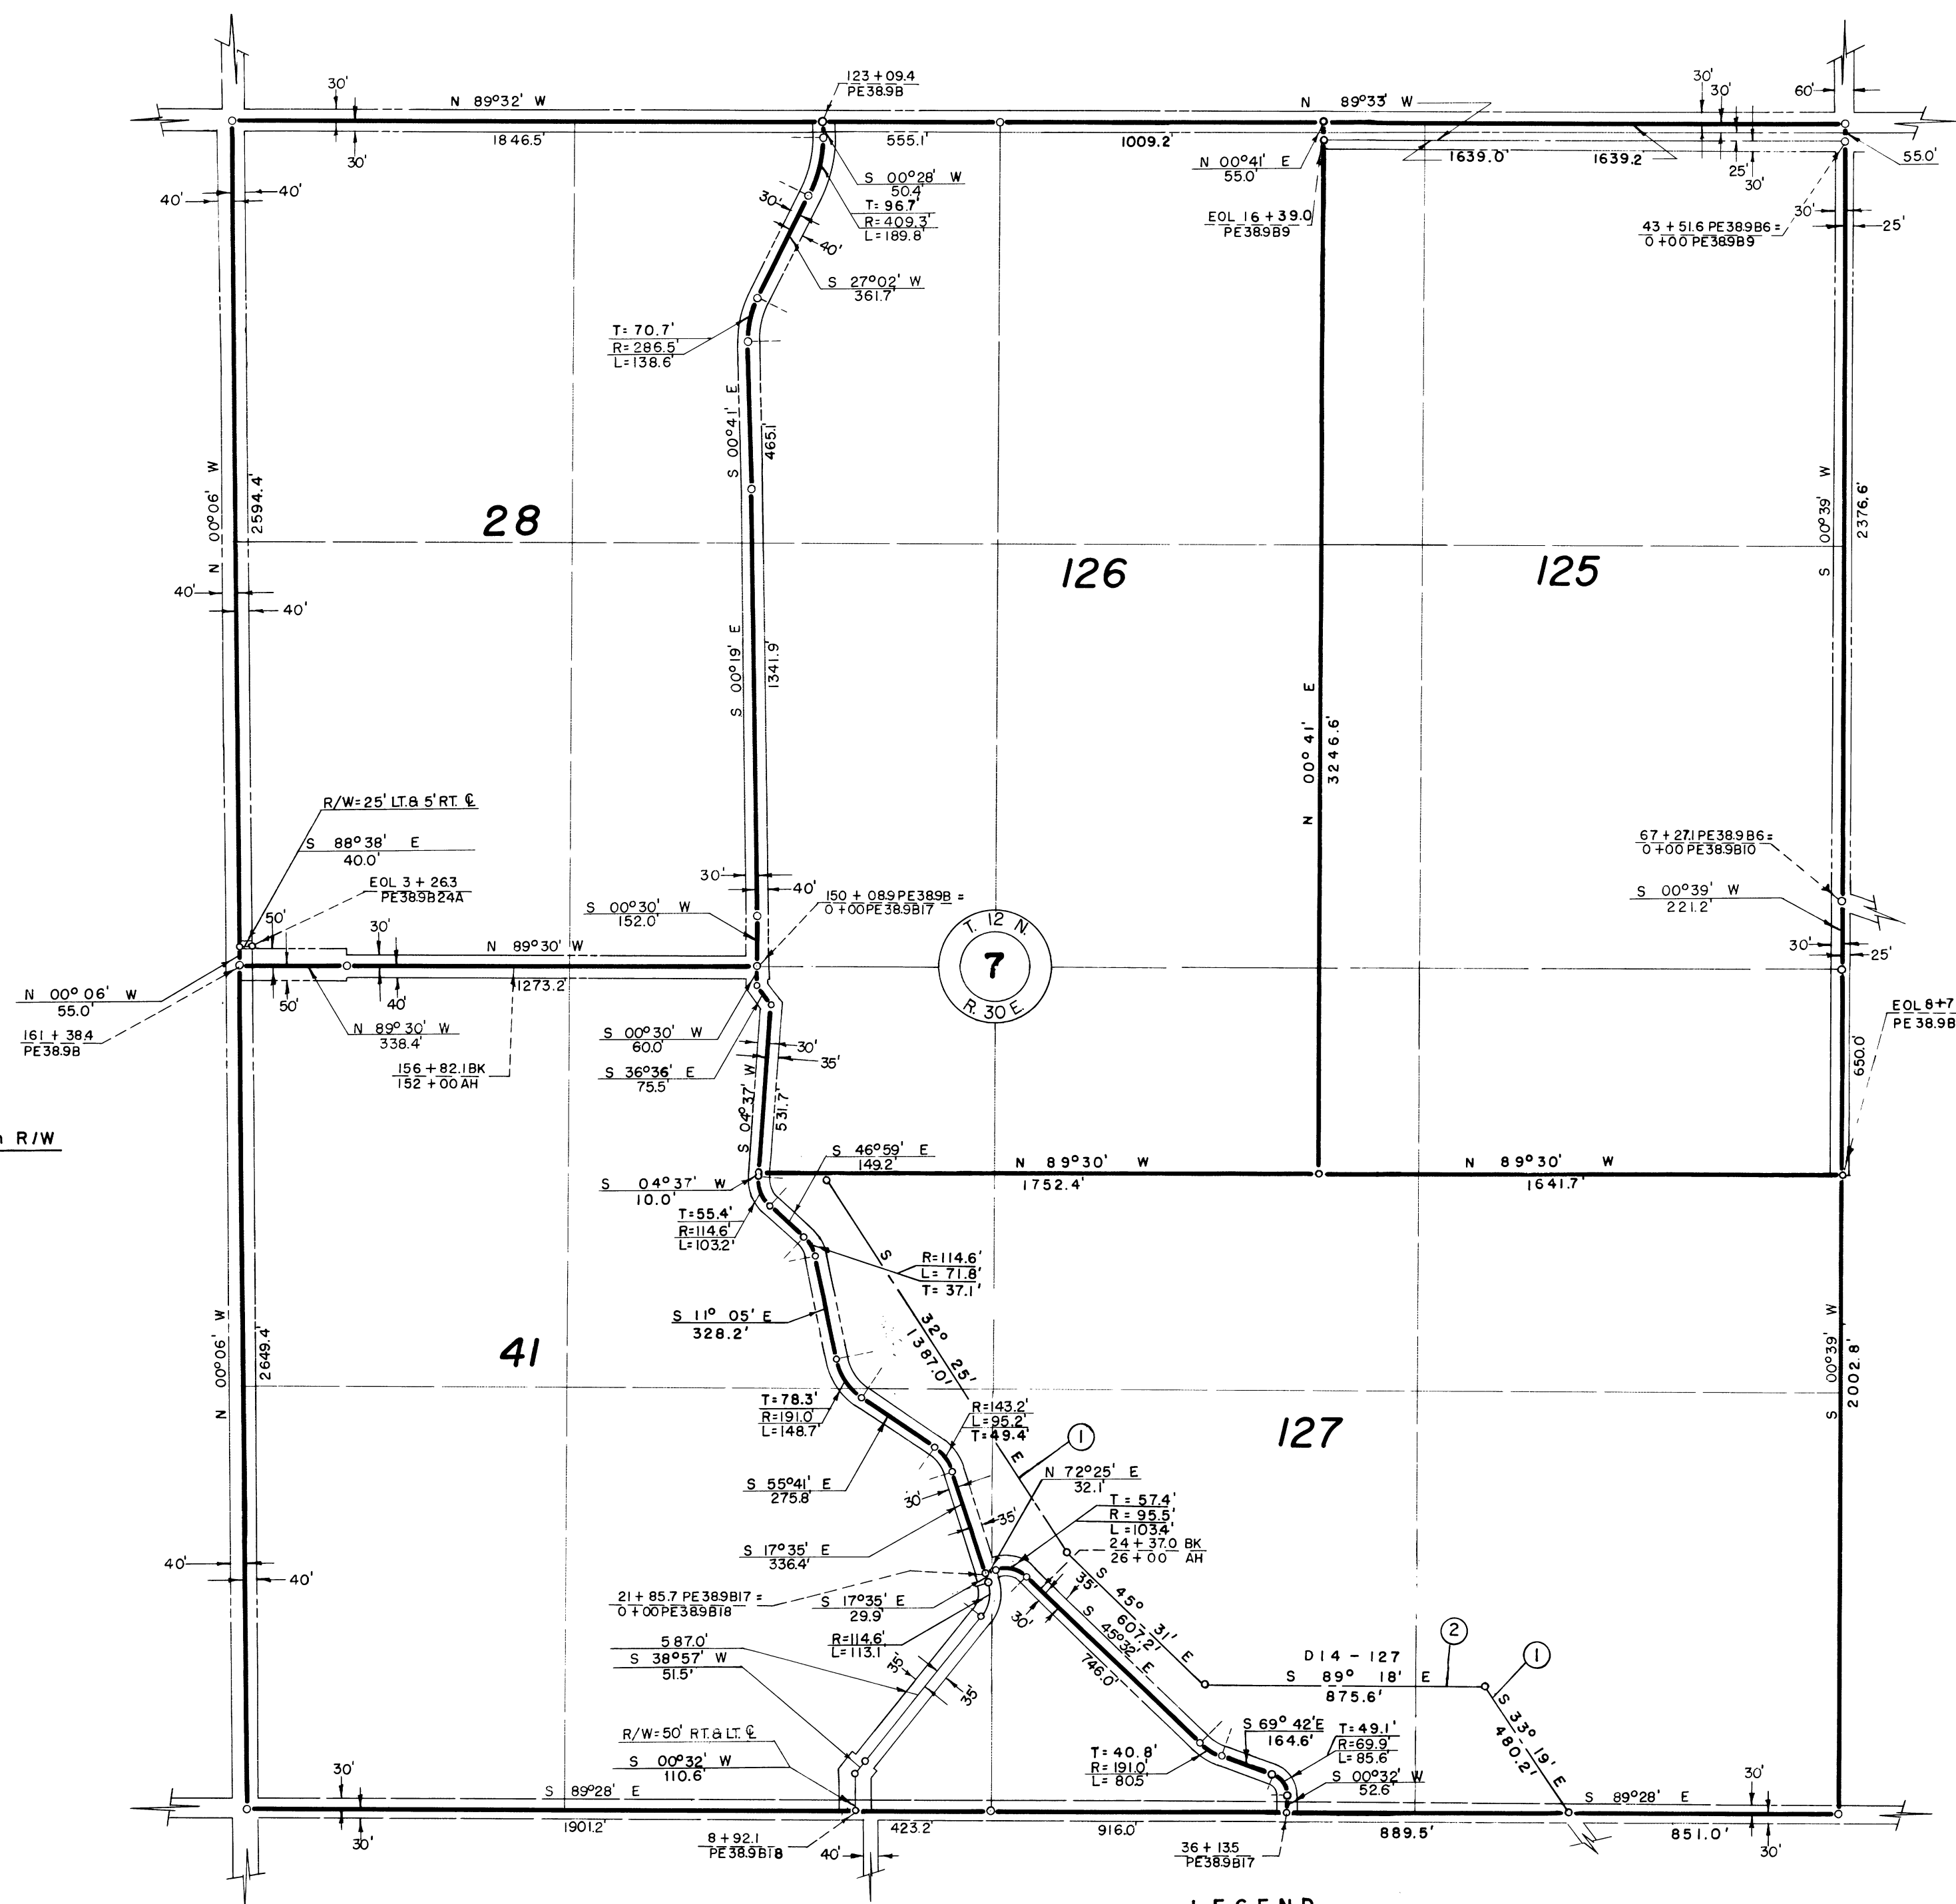 123+09.4
PE38.9B
30'
N 89°32' W
1846.5'
30'
555.1'
1009.2'
N 89°33' W
30'
30'
60'
1639.0'
1639.2'
25'
30'
55.0'
N 00°41' E
55.0'
S 00°28' W
50.4'
T= 96.7'
R=409.3'
L=189.8'
40'
40'
30'
40'
EOL 16+39.0
PE38.9B9
43+51.6 PE38.9B6=
0+00 PE38.9B9
30'
25'
S 27°02' W
361.7'
T= 70.7'
R=286.5'
L=138.6'
S 00°41' E
465.1'
N 00°06' W
2594.4'
28
126
125
S 00°39' W
2376.6'
40'
40'
S 00°19' E
1341.9'
N 00°41' E
3246.6'
R/W=25' LT.& 5' RT. ℄
S 88°38' E
40.0'
EOL 3+26.3
PE38.9B24A
50'
30'
N 89°30' W
1273.2'
50'
40'
N 00°06' W
55.0'
161+38.4
PE38.9B
N 89°30' W
338.4'
156+82.1BK
152+00 AH
30'
40'
S 00°30' W
152.0'
150+08.9 PE38.9B=
0+00 PE38.9B17
T. 12 N.
7
R. 30 E.
67+27.1 PE38.9B6=
0+00 PE38.9B10
S 00°39' W
221.2'
30'
25'
EOL 8+7
PE 38.9B
650.0'
S 00°30' W
60.0'
S 36°36' E
75.5'
30'
35'
S 04°37' W
531.7'
R/W
S 46°59' E
149.2'
N 89°30' W
1752.4'
N 89°30' W
1641.7'
S 04°37' W
10.0'
T=55.4'
R=114.6'
L=103.2'
R=114.6'
L= 71.8'
T= 37.1'
S 11° 05' E
328.2'
S 32° 25' E
1387.0'
N 00°06' W
2649.4'
41
127
S 00°39' W
2002.8'
T=78.3'
R=191.0'
L=148.7'
R=143.2'
L=95.2'
T=49.4'
1
S 55°41' E
275.8'
N 72°25' E
32.1'
T= 57.4'
R= 95.5'
L=103.4'
24+37.0 BK
26+00 AH
30'
35'
S 17°35' E
336.4'
40'
40'
21+85.7 PE38.9B17=
0+00 PE38.9B18
S 17°35' E
29.9'
R=114.6'
L=113.1
35'
30'
S 45° 31' E
607.2'
S 45°32' E
746.0'
587.0'
S 38°57' W
51.5'
35'
35'
2
D14-127
S 89° 18' E
875.6'
1
S 33° 19' E
480.2'
R/W=50' RT.& LT. ℄
S 00°32' W
110.6'
S 69° 42' E
164.6'
T=49.1'
R=69.9'
L=85.6'
T= 40.8'
R= 191.0'
L= 80.5'
S 00°32' W
52.6'
30'
S 89°28' E
1901.2'
30'
8+92.1
PE38.9B18
423.2'
40'
916.0'
36+13.5
PE38.9B17
889.5'
S 89°28' E
851.0'
30'
30'
LEGEND